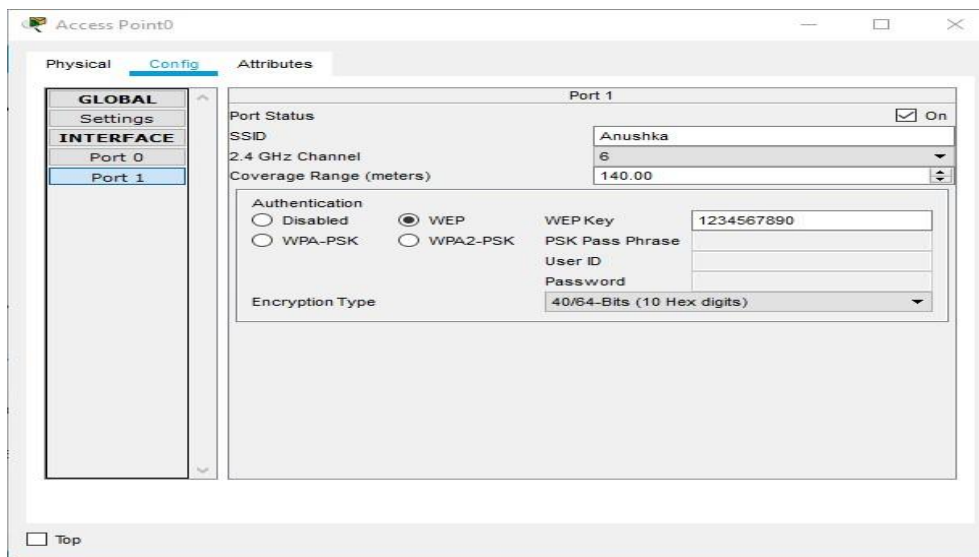 Access Point0
Physical Config Attributes
GLOBAL
Settings
INTERFACE
Port 0
Port 1
Port 1
Port Status On
SSID Anushka
2.4 GHz Channel 6
Coverage Range (meters) 140.00
Authentication
Disabled WEP WEP Key 1234567890
WPA-PSK WPA2-PSK PSK Pass Phrase
User ID
Password
Encryption Type 40/64-Bits (10 Hex digits)
Top